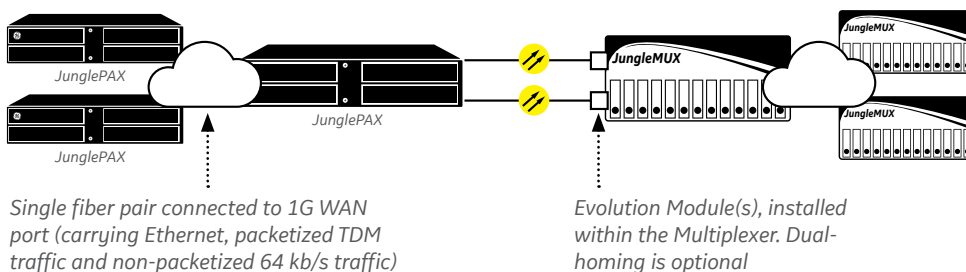 JunglePAX
JunglePAX
JunglePAX
JungleMUX
JungleMUX
JungleMUX
Single fiber pair connected to 1G WAN
port (carrying Ethernet, packetized TDM
traffic and non-packetized 64 kb/s traffic)
Evolution Module(s), installed
within the Multiplexer. Dual-
homing is optional